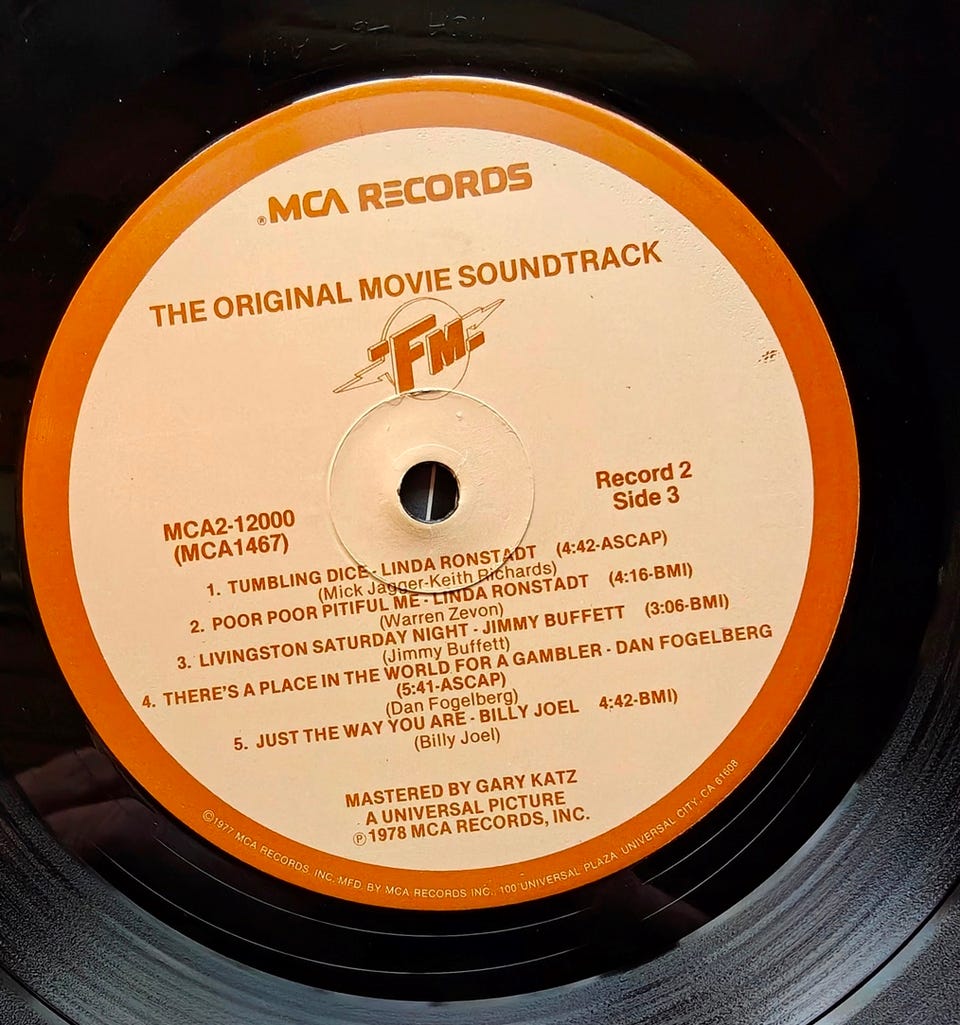 ®MCA RECORDS
THE ORIGINAL MOVIE SOUNDTRACK
FM
Record 2
Side 3
MCA2-12000
(MCA1467)
1. TUMBLING DICE - LINDA RONSTADT (4:42-ASCAP)
(Mick Jagger-Keith Richards)
2. POOR POOR PITIFUL ME - LINDA RONSTADT (4:16-BMI)
(Warren Zevon)
3. LIVINGSTON SATURDAY NIGHT - JIMMY BUFFETT (3:06-BMI)
(Jimmy Buffett)
4. THERE'S A PLACE IN THE WORLD FOR A GAMBLER - DAN FOGELBERG
(5:41-ASCAP)
(Dan Fogelberg)
5. JUST THE WAY YOU ARE - BILLY JOEL 4:42-BMI)
(Billy Joel)
MASTERED BY GARY KATZ
A UNIVERSAL PICTURE
℗1978 MCA RECORDS, INC.
©1977 MCA RECORDS, INC. MFD. BY MCA RECORDS INC., 100 UNIVERSAL PLAZA, UNIVERSAL CITY, CA 61608